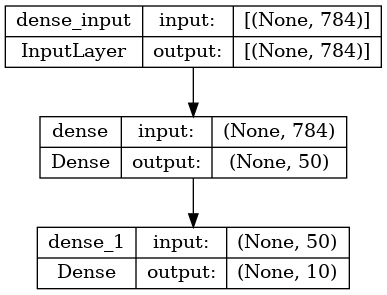 dense_input input: [(None, 784)]
InputLayer output: [(None, 784)]
dense input: (None, 784)
Dense output: (None, 50)
dense_1 input: (None, 50)
Dense output: (None, 10)